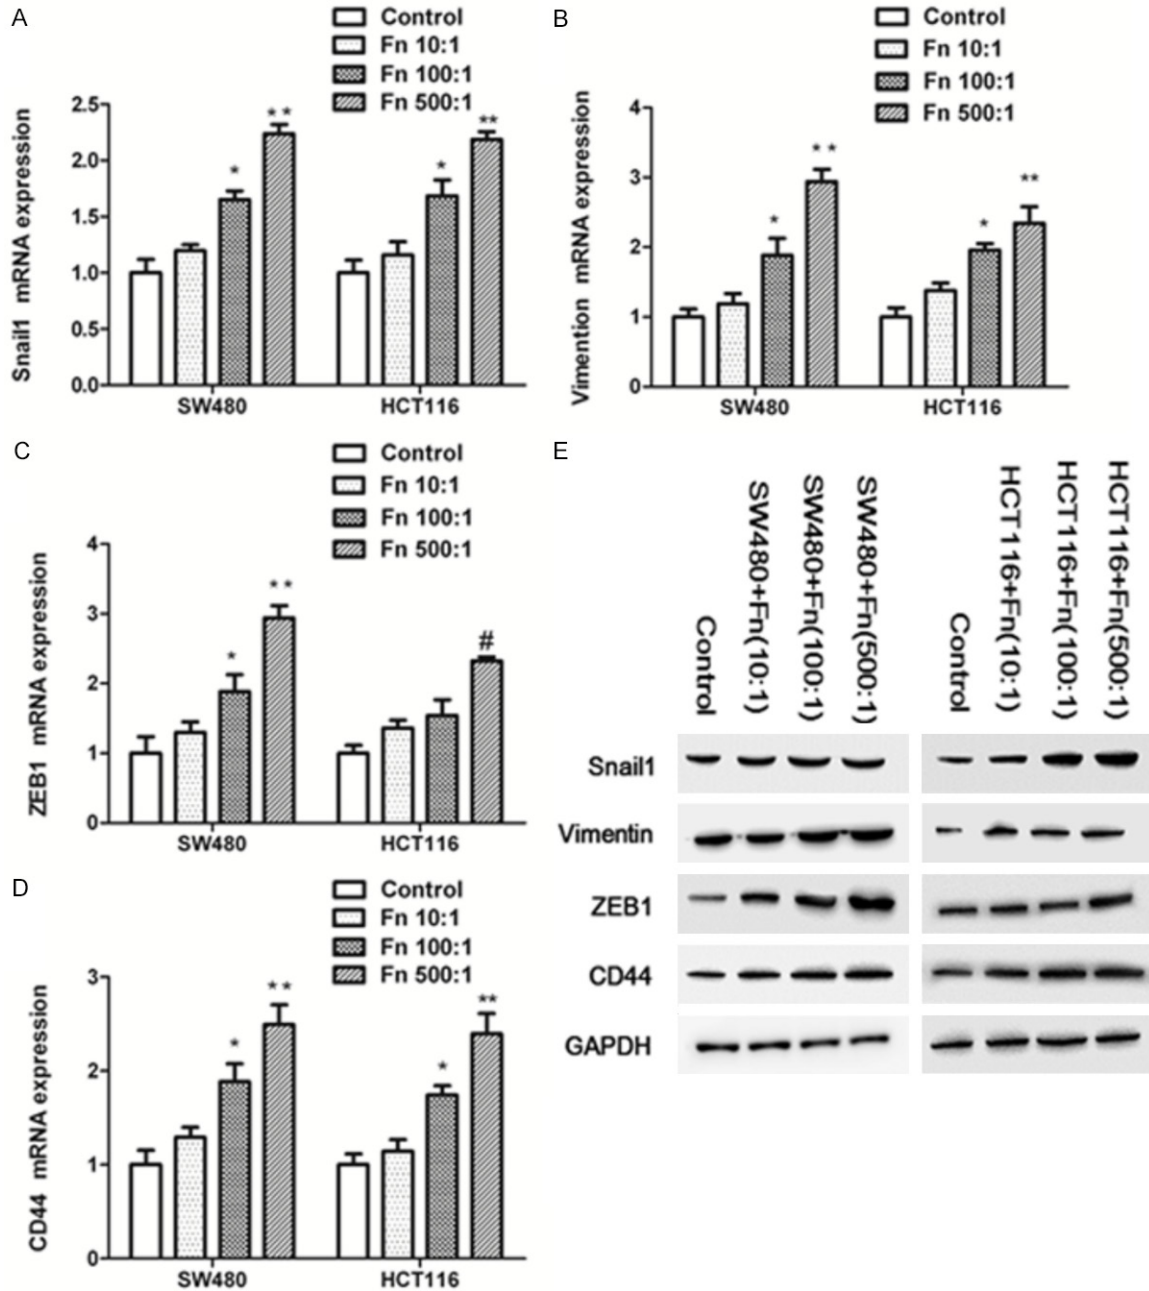 A
Control
Fn 10:1
Fn 100:1
Fn 500:1
Snail1 mRNA expression
2.5
2.0
1.5
1.0
0.5
0.0
* ** * **
SW480 HCT116
B
Control
Fn 10:1
Fn 100:1
Fn 500:1
Vimention mRNA expression
4
3
2
1
0
* ** * **
SW480 HCT116
C
Control
Fn 10:1
Fn 100:1
Fn 500:1
ZEB1 mRNA expression
4
3
2
1
0
* ** #
SW480 HCT116
D
Control
Fn 10:1
Fn 100:1
Fn 500:1
CD44 mRNA expression
3
2
1
0
* ** * **
SW480 HCT116
E
Control
SW480+Fn(10:1)
SW480+Fn(100:1)
SW480+Fn(500:1)
Control
HCT116+Fn(10:1)
HCT116+Fn(100:1)
HCT116+Fn(500:1)
Snail1
Vimentin
ZEB1
CD44
GAPDH